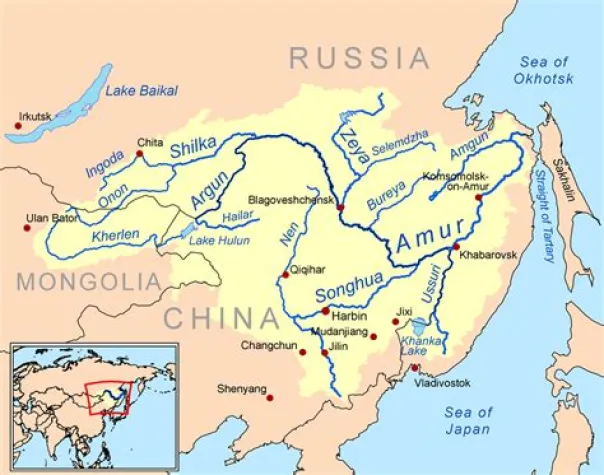 RUSSIA
Sea of
Okhotsk
Lake Baikal
Irkutsk
Chita
Shilka
Ingoda
Onon
Argun
Zeya
Selemdzha
Amgun
Komsomolsk-
on-Amur
Sakhalin
Straight of Tartary
Bureya
Blagoveshchensk
Ulan Bator
Kherlen
Hailar
Lake Hulun
Nen
Amur
Khabarovsk
Ussuri
Qiqihar
Songhua
MONGOLIA
CHINA
Harbin
Jixi
Mudanjiang
Khanka
Lake
Changchun
Jilin
Shenyang
Vladivostok
Sea of
Japan